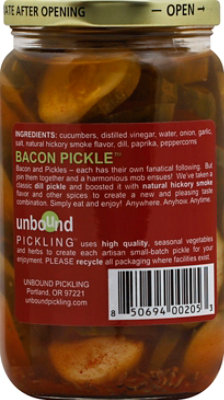 ATE AFTER OPENING
OPEN
INGREDIENTS: cucumbers, distilled vinegar, water, onion, garlic,
salt, natural hickory smoke flavor, dill, paprika, peppercorns
BACON PICKLE™
Bacon and Pickles – each has their own fanatical following. But
join them together and a harmonious mob ensues! We've taken a
classic dill pickle and boosted it with natural hickory smoke
flavor and other spices to create a new and pleasing taste
combination. Simply eat and enjoy! Anywhere. Anyhow. Anytime.
unbound
PICKLING™ uses high quality, seasonal vegetables
and herbs to create each artisan small-batch pickle for your
enjoyment. PLEASE recycle all packaging where facilities exist.
UNBOUND PICKLING
Portland, OR 97221
unboundpickling.com
8 50694 00205 3